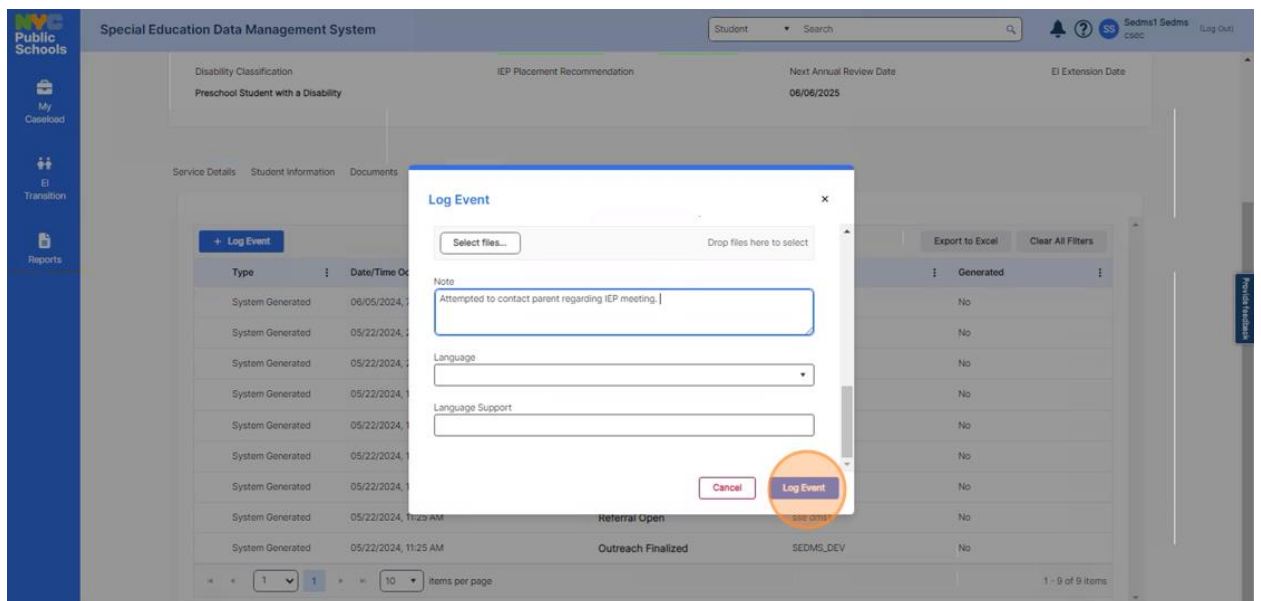 NYC
Public
Schools
Special Education Data Management System
Student
Search
SS
Sedms1 Sedms
csoc
(Log Out)
My
Caseload
EI
Transition
Reports
Disability Classification
IEP Placement Recommendation
Next Annual Review Date
EI Extension Date
Preschool Student with a Disability
06/06/2025
Service Details Student Information Documents
+ Log Event
Export to Excel
Clear All Filters
Type
Date/Time Oc
Generated
System Generated 06/05/2024, No
System Generated 05/22/2024, No
System Generated 05/22/2024, No
System Generated 05/22/2024, 1 No
System Generated 05/22/2024, 1 No
System Generated 05/22/2024, 1 No
System Generated 05/22/2024, 1 No
System Generated 05/22/2024, 11:25 AM Referral Open No
System Generated 05/22/2024, 11:25 AM Outreach Finalized SEDMS_DEV No
1 1 10 items per page
1 - 9 of 9 items
Log Event
×
Select files...
Drop files here to select
Note
Attempted to contact parent regarding IEP meeting.
Language
Language Support
Cancel
Log Event
Provide feedback